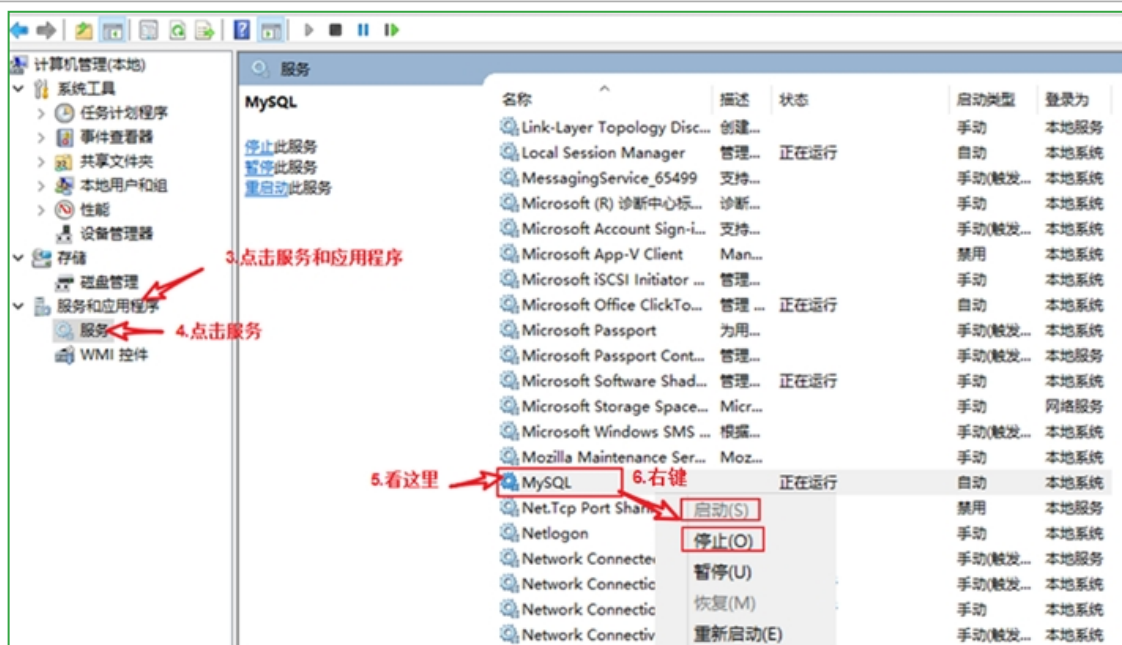 计算机管理(本地)
系统工具
任务计划程序
事件查看器
共享文件夹
本地用户和组
性能
设备管理器
存储
磁盘管理
服务和应用程序
服务
WMI 控件
3.点击服务和应用程序
4.点击服务
服务
MySQL
停止此服务
暂停此服务
重启动此服务
名称 描述 状态 启动类型 登录为
Link-Layer Topology Disc... 创建... 手动 本地服务
Local Session Manager 管理... 正在运行 自动 本地系统
MessagingService_65499 支持... 手动(触发... 本地系统
Microsoft (R) 诊断中心标... 诊断... 手动 本地系统
Microsoft Account Sign-i... 支持... 手动(触发... 本地系统
Microsoft App-V Client Man... 禁用 本地系统
Microsoft iSCSI Initiator ... 管理... 手动 本地系统
Microsoft Office ClickTo... 管理 ... 正在运行 自动 本地系统
Microsoft Passport 为用... 手动(触发... 本地系统
Microsoft Passport Cont... 管理... 手动(触发... 本地服务
Microsoft Software Shad... 管理... 正在运行 手动 本地系统
Microsoft Storage Space... Micr... 手动 网络服务
Microsoft Windows SMS ... 根据... 手动(触发... 本地系统
Mozilla Maintenance Ser... Moz... 手动 本地系统
5.看这里
MySQL 正在运行 自动 本地系统
6.右键
Net.Tcp Port Shar 禁用 本地服务
Netlogon 手动 本地系统
Network Connecte 手动(触发... 本地服务
Network Connectic 手动(触发... 本地系统
Network Connectic 手动 本地系统
Network Connectiv 手动(触发... 本地系统
启动(S)
停止(O)
暂停(U)
恢复(M)
重新启动(E)